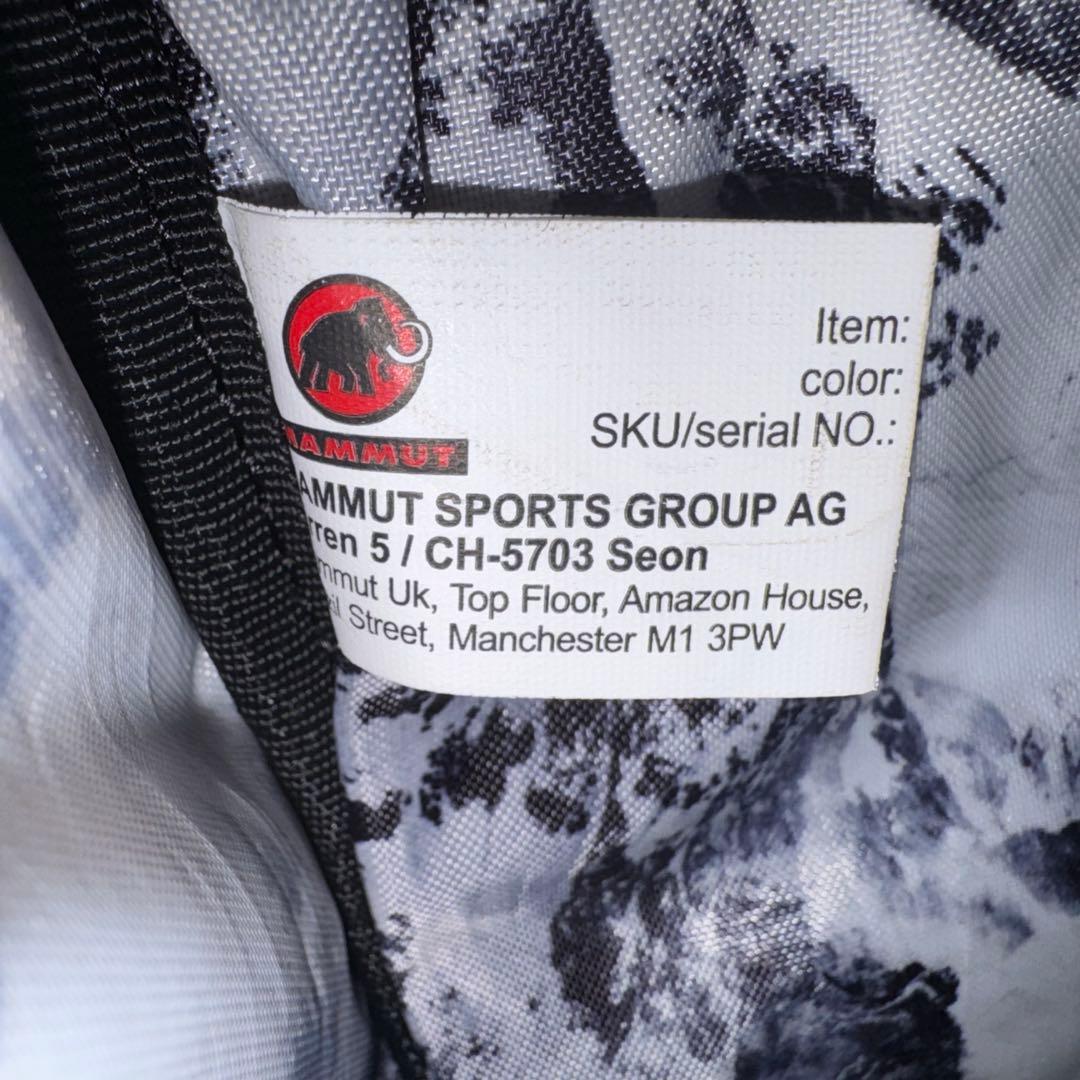 Item:
color:
SKU/serial NO.:
MAMMUT
AMMUT SPORTS GROUP AG
rren 5 / CH-5703 Seon
mmut Uk, Top Floor, Amazon House,
Street, Manchester M1 3PW